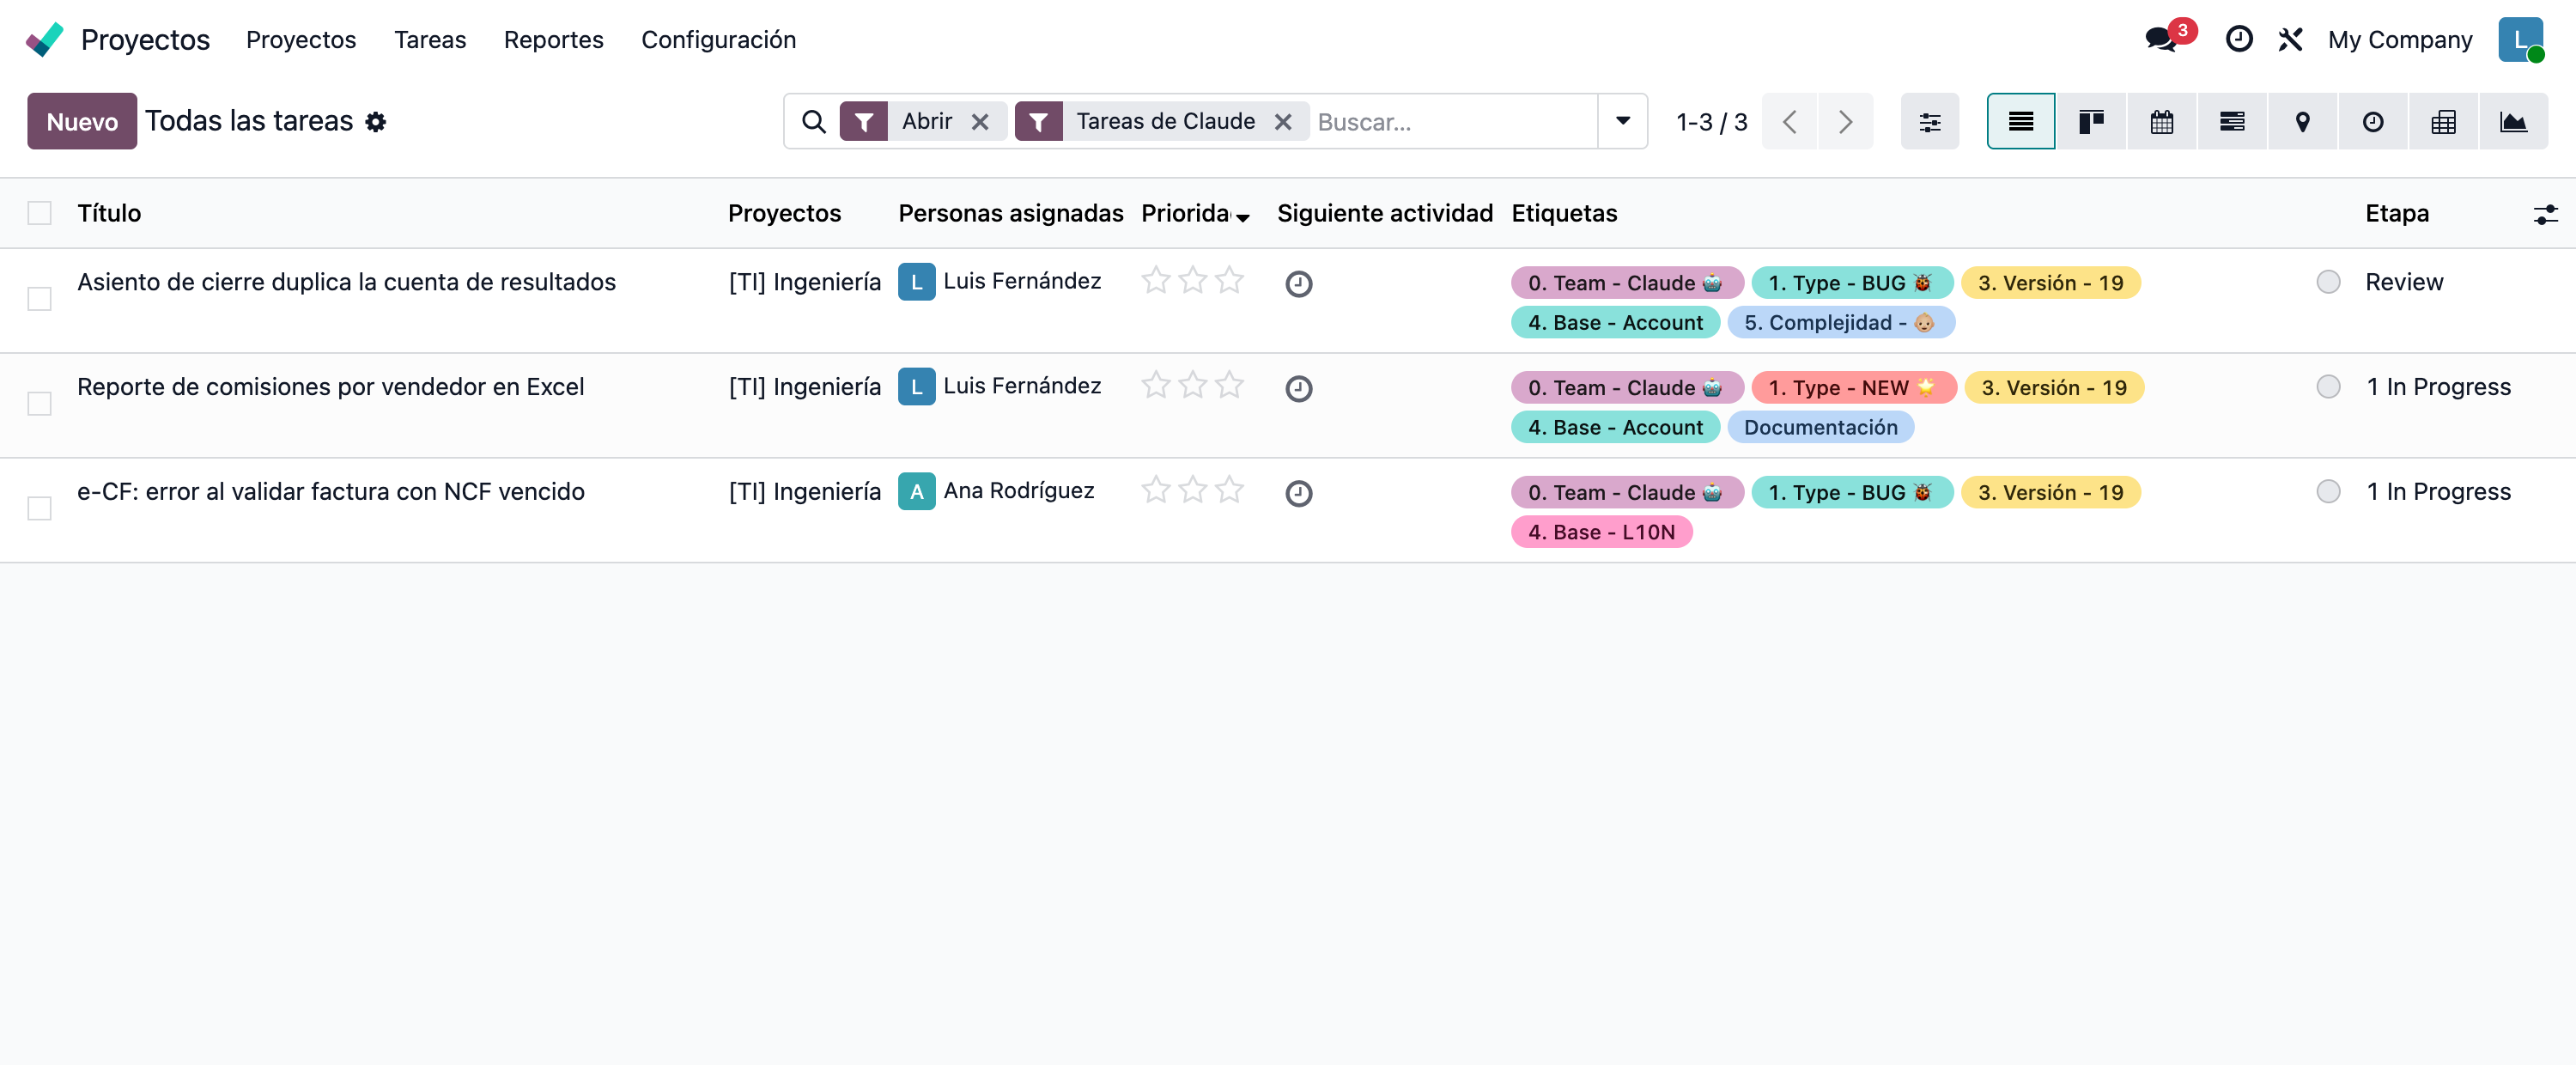 Proyectos Proyectos Tareas Reportes Configuración 3 My Company L
Nuevo Todas las tareas Abrir Tareas de Claude Buscar... 1-3 / 3
Título Proyectos Personas asignadas Priorida Siguiente actividad Etiquetas Etapa
Asiento de cierre duplica la cuenta de resultados [TI] Ingeniería L Luis Fernández 0. Team - Claude 🤖 1. Type - BUG 🐞 3. Versión - 19 Review
4. Base - Account 5. Complejidad - 👶🏼
Reporte de comisiones por vendedor en Excel [TI] Ingeniería L Luis Fernández 0. Team - Claude 🤖 1. Type - NEW 🌟 3. Versión - 19 1 In Progress
4. Base - Account Documentación
e-CF: error al validar factura con NCF vencido [TI] Ingeniería A Ana Rodríguez 0. Team - Claude 🤖 1. Type - BUG 🐞 3. Versión - 19 1 In Progress
4. Base - L10N